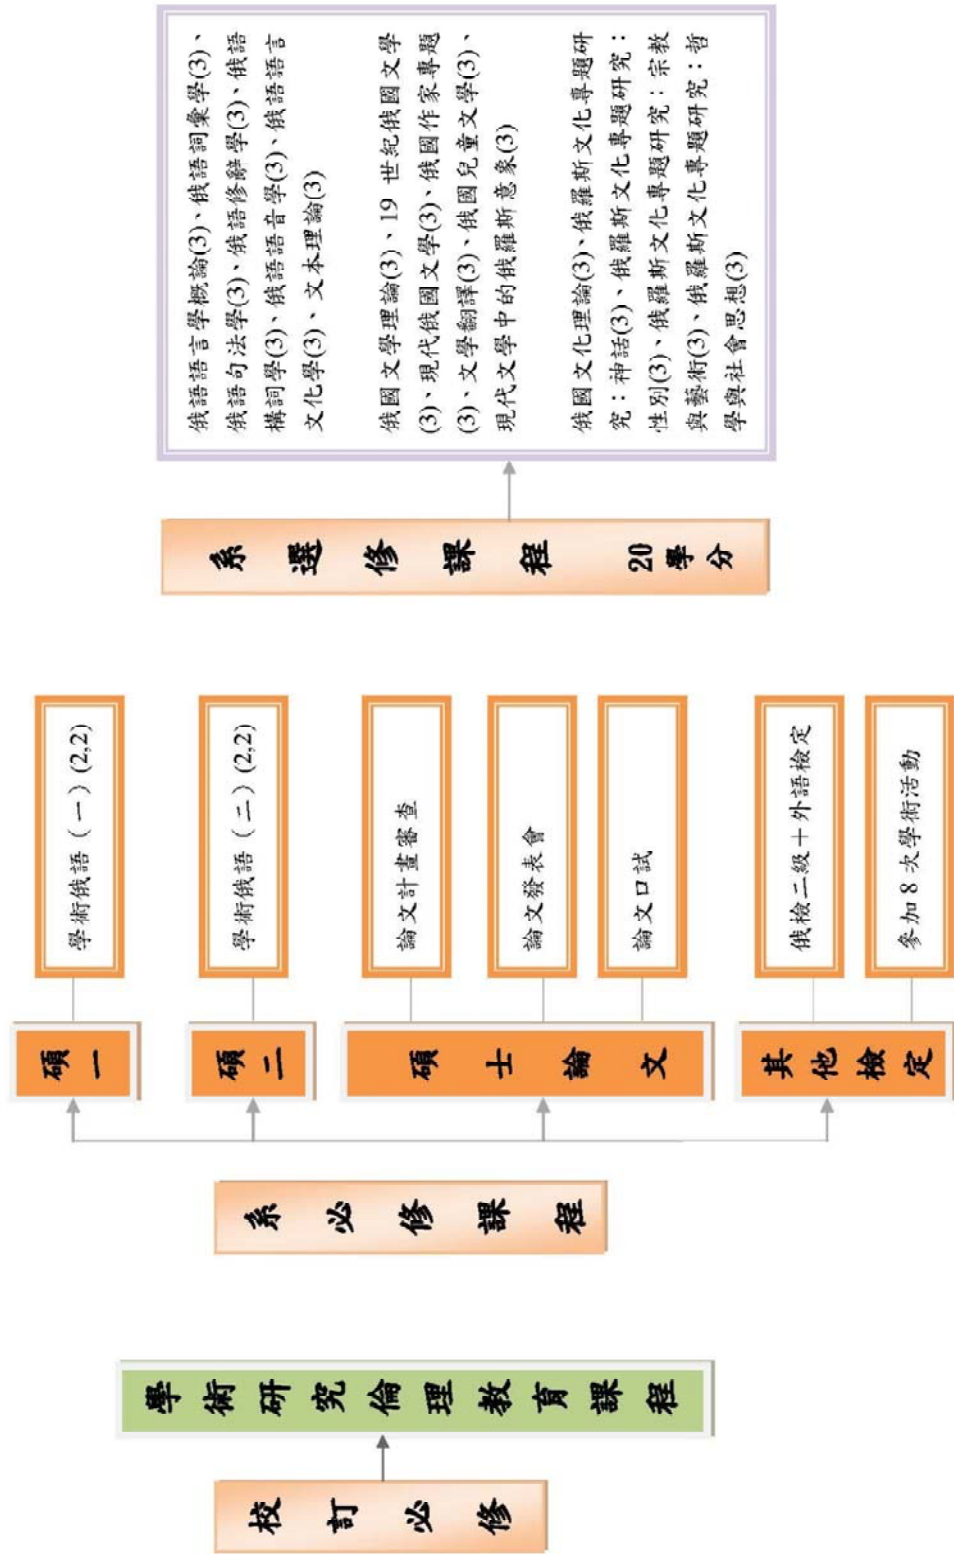 校訂必修
學術研究倫理教育課程
系必修課程
碩一
學術俄語（一）(2,2)
碩二
學術俄語（二）(2,2)
碩士論文
論文計畫審查
論文發表會
論文口試
其他檢定
俄檢二級＋外語檢定
參加 8 次學術活動
系選修課程 20 學分
俄語語言學概論(3)、俄語詞彙學(3)、
俄語句法學(3)、俄語修辭學(3)、俄語
構詞學(3)、俄語語音學(3)、俄語語言
文化學(3)、文本理論(3)
俄國文學理論(3)、19 世紀俄國文學
(3)、現代俄國文學(3)、俄國作家專題
(3)、文學翻譯(3)、俄國兒童文學(3)、
現代文學中的俄羅斯意象(3)
俄國文化理論(3)、俄羅斯文化專題研
究：神話(3)、俄羅斯文化專題研究：
性別(3)、俄羅斯文化專題研究：宗教
與藝術(3)、俄羅斯文化專題研究：哲
學與社會思想(3)